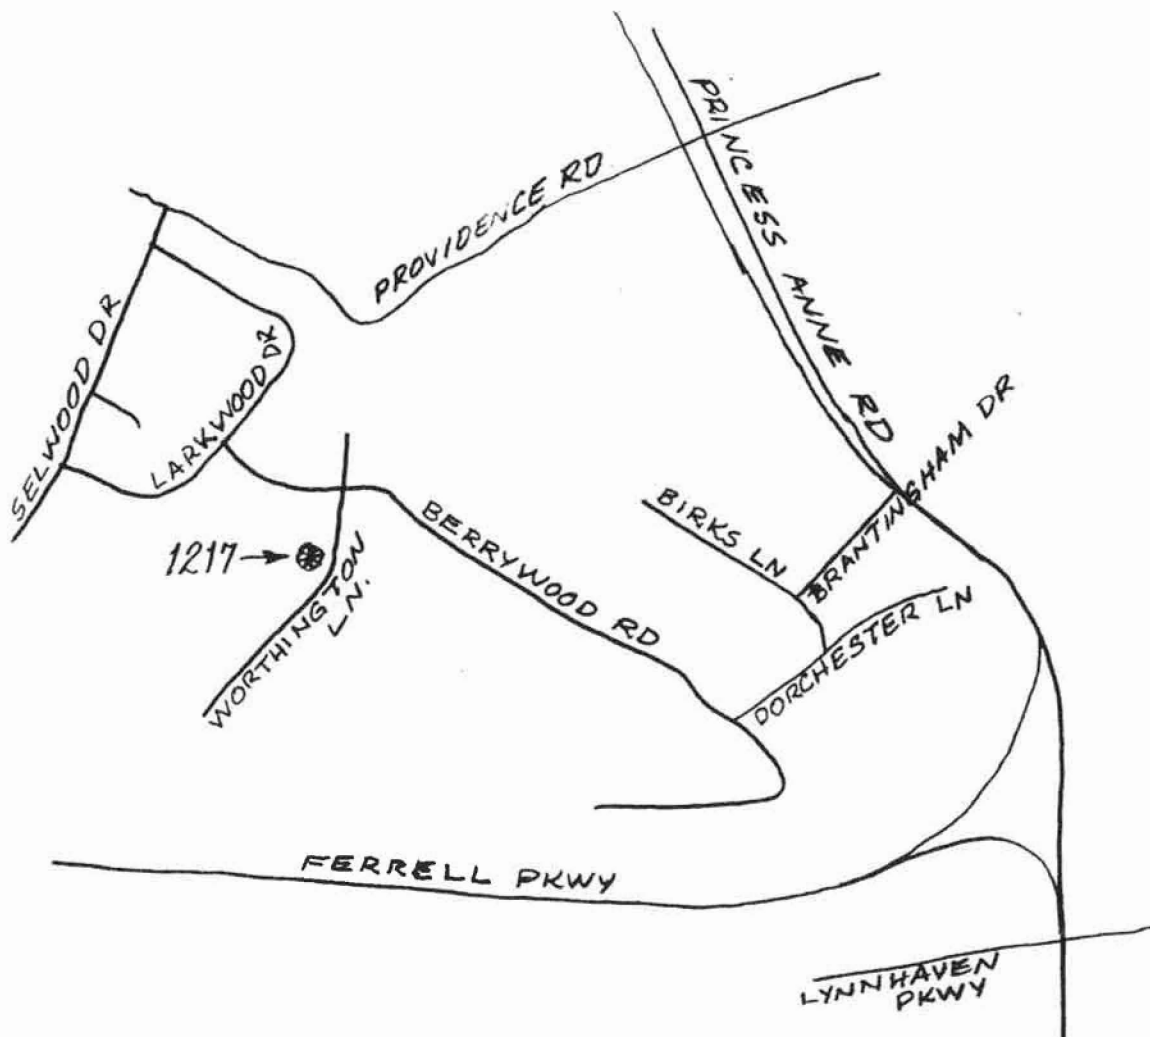 PRINCESS ANNE RD
PROVIDENCE RD
SELWOOD DR
LARKWOOD DR
BRANTINGHAM DR
BIRKS LN
BERRYWOOD RD
1217
WORTHINGTON
LN.
DORCHESTER LN
FERRELL PKWY
LYNNHAVEN
PKWY